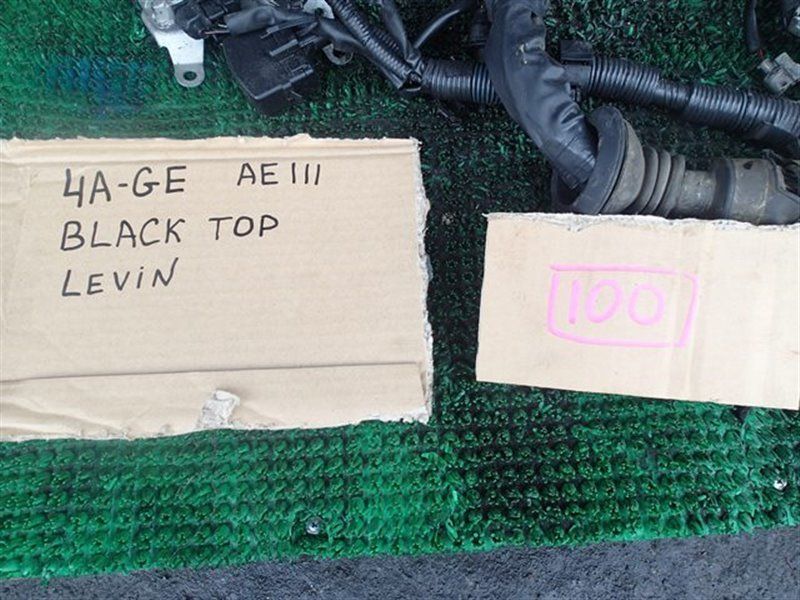 4A-GE AE111
BLACK TOP
LEViN
100